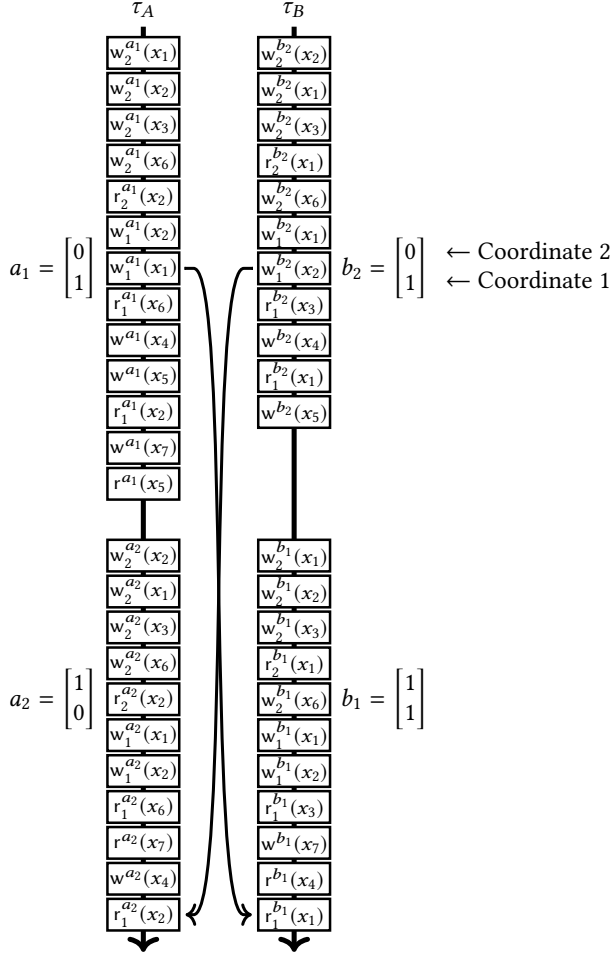 τ_A τ_B
w_2^{a_1}(x_1) w_2^{b_2}(x_2)
w_2^{a_1}(x_2) w_2^{b_2}(x_1)
w_2^{a_1}(x_3) w_2^{b_2}(x_3)
w_2^{a_1}(x_6) r_2^{b_2}(x_1)
r_2^{a_1}(x_2) w_2^{b_2}(x_6)
w_1^{a_1}(x_2) w_1^{b_2}(x_1)
a_1 = [0 1] w_1^{a_1}(x_1) w_1^{b_2}(x_2) b_2 = [0 1] ← Coordinate 2
← Coordinate 1
r_1^{a_1}(x_6) r_1^{b_2}(x_3)
w^{a_1}(x_4) w^{b_2}(x_4)
w^{a_1}(x_5) r_1^{b_2}(x_1)
r_1^{a_1}(x_2) w^{b_2}(x_5)
w^{a_1}(x_7)
r^{a_1}(x_5)
w_2^{a_2}(x_2) w_2^{b_1}(x_1)
w_2^{a_2}(x_1) w_2^{b_1}(x_2)
w_2^{a_2}(x_3) w_2^{b_1}(x_3)
w_2^{a_2}(x_6) r_2^{b_1}(x_1)
a_2 = [1 0] r_2^{a_2}(x_2) w_2^{b_1}(x_6) b_1 = [1 1]
w_1^{a_2}(x_1) w_1^{b_1}(x_1)
w_1^{a_2}(x_2) w_1^{b_1}(x_2)
r_1^{a_2}(x_6) r_1^{b_1}(x_3)
r^{a_2}(x_7) w^{b_1}(x_7)
w^{a_2}(x_4) r^{b_1}(x_4)
r_1^{a_2}(x_2) r_1^{b_1}(x_1)